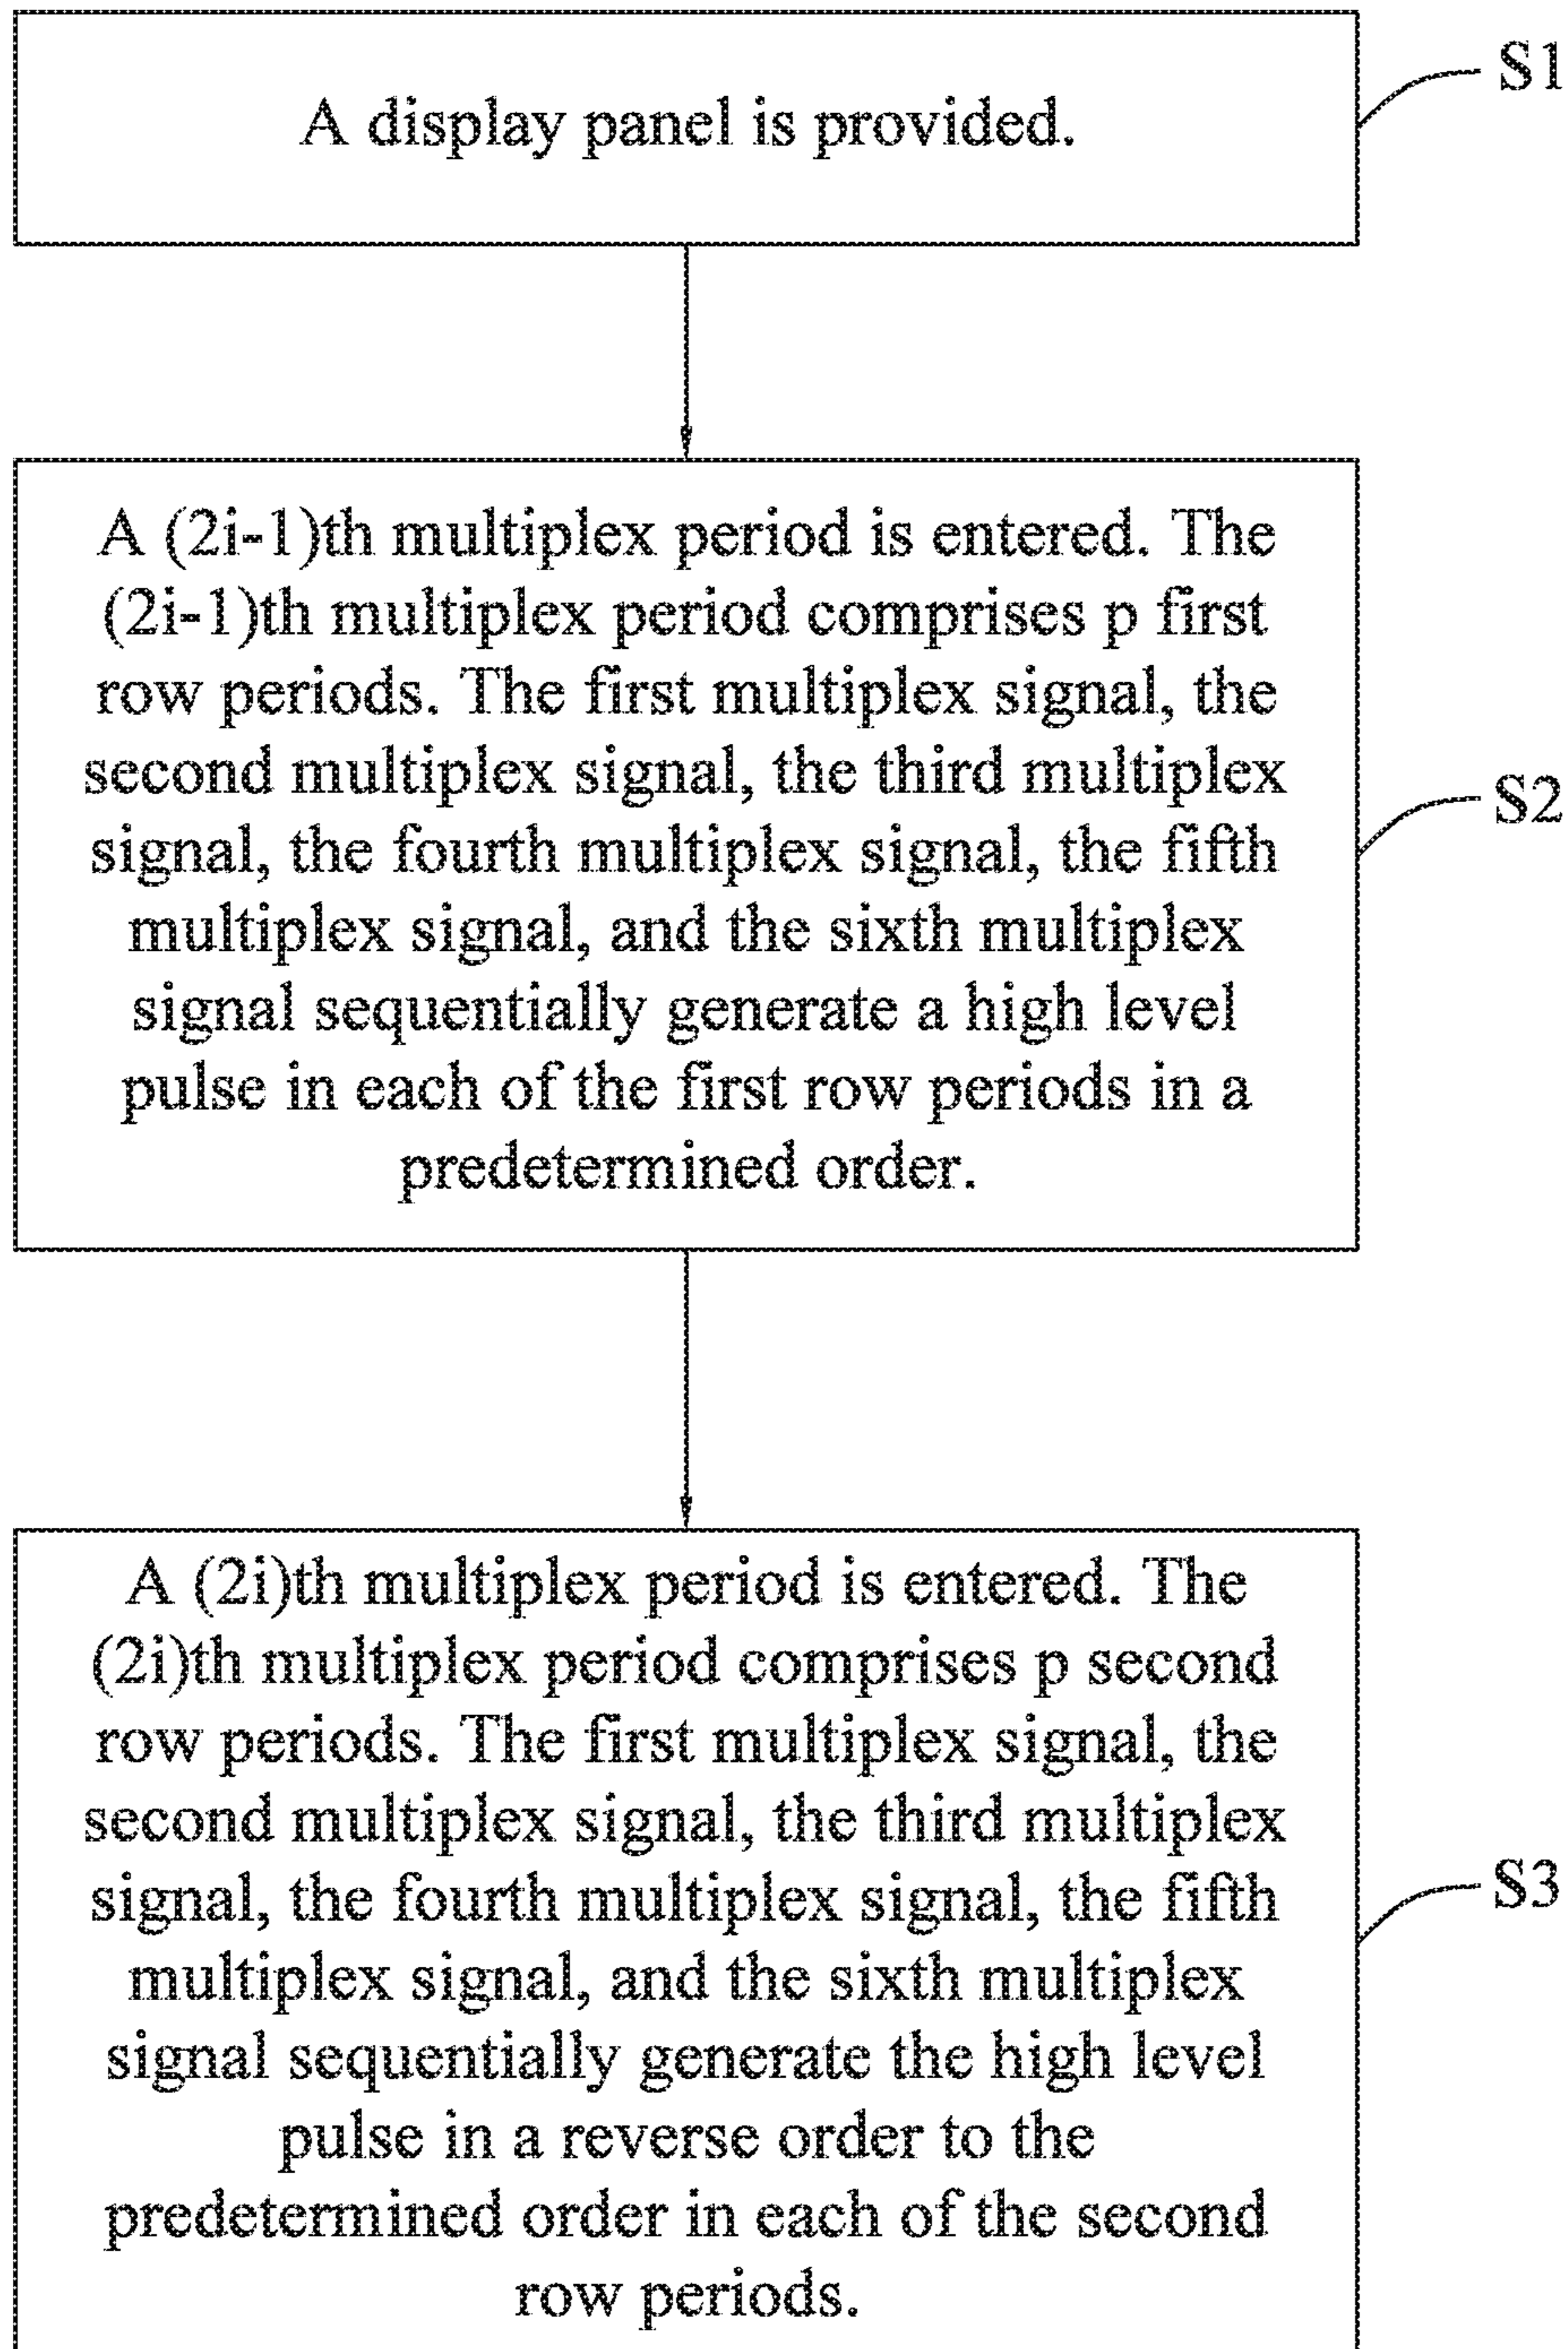 A display panel is provided.
S1
A (2i-1)th multiplex period is entered. The
(2i-1)th multiplex period comprises p first
row periods. The first multiplex signal, the
second multiplex signal, the third multiplex
signal, the fourth multiplex signal, the fifth
multiplex signal, and the sixth multiplex
signal sequentially generate a high level
pulse in each of the first row periods in a
predetermined order.
S2
A (2i)th multiplex period is entered. The
(2i)th multiplex period comprises p second
row periods. The first multiplex signal, the
second multiplex signal, the third multiplex
signal, the fourth multiplex signal, the fifth
multiplex signal, and the sixth multiplex
signal sequentially generate the high level
pulse in a reverse order to the
predetermined order in each of the second
row periods.
S3